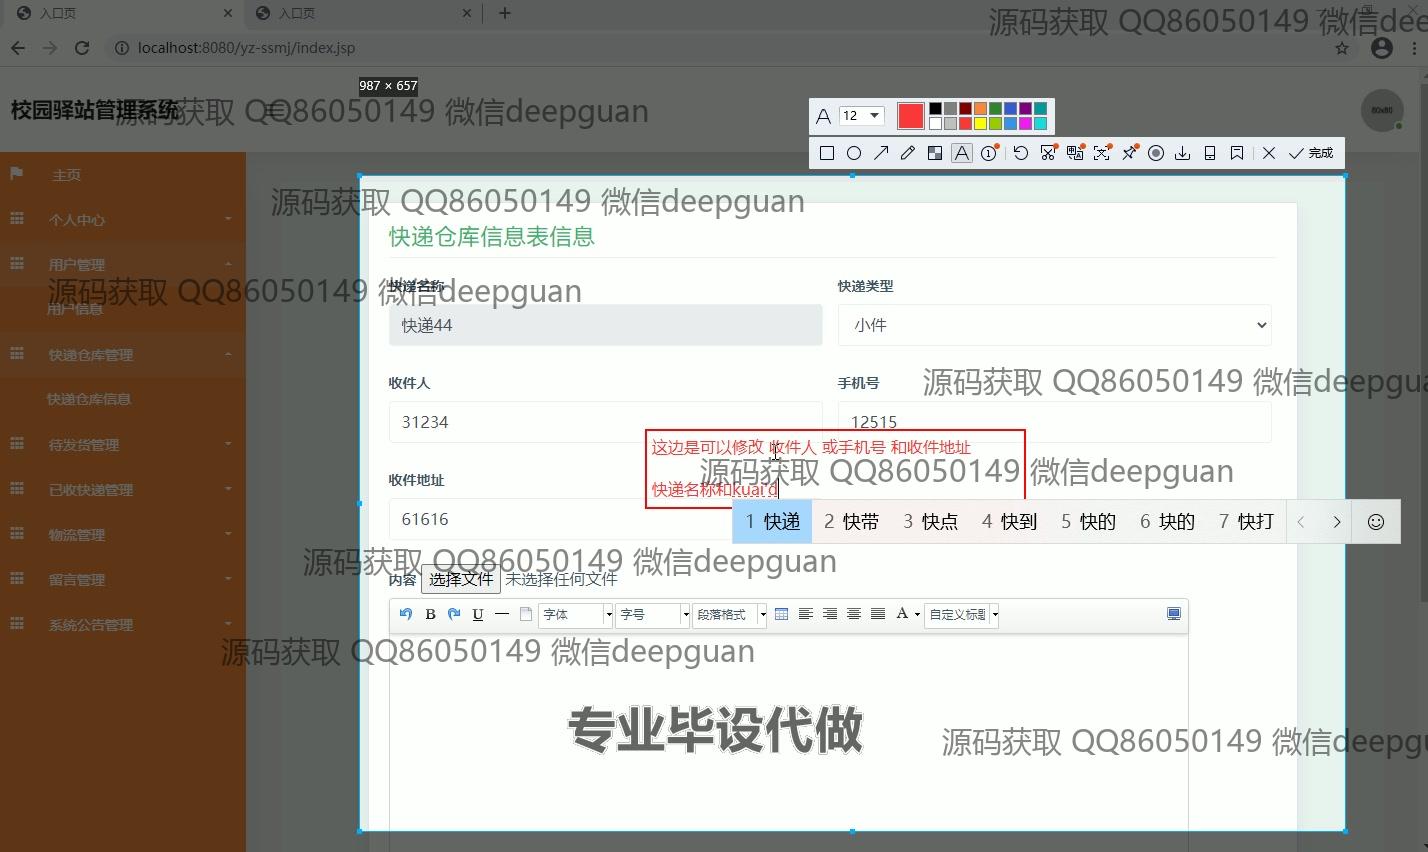 入口页
入口页
源码获取 QQ86050149 微信dee
localhost:8080/yz-ssmj/index.jsp
987 × 657
校园驿站管理系统
源码获取 QQ86050149 微信deepguan
80x80
A 12
完成
主页
源码获取 QQ86050149 微信deepguan
个人中心
快递仓库信息表信息
用户管理
快递名称
快递类型
源码获取 QQ86050149 微信deepguan
用户信息
快递44
小件
快递仓库管理
收件人
手机号
源码获取 QQ86050149 微信deepgua
快递仓库信息
31234
12515
待发货管理
这边是可以修改 收件人 或手机号 和收件地址
源码获取 QQ86050149 微信deepguan
收件地址
快递名称和kuai'd
已收快递管理
61616
1 快递 2 快带 3 快点 4 快到 5 快的 6 块的 7 快打
物流管理
源码获取 QQ86050149 微信deepguan
内容 选择文件 未选择任何文件
留言管理
B U 字体 字号 段落格式 A 自定义标题
系统公告管理
源码获取 QQ86050149 微信deepguan
专业毕设代做
源码获取 QQ86050149 微信deepgu